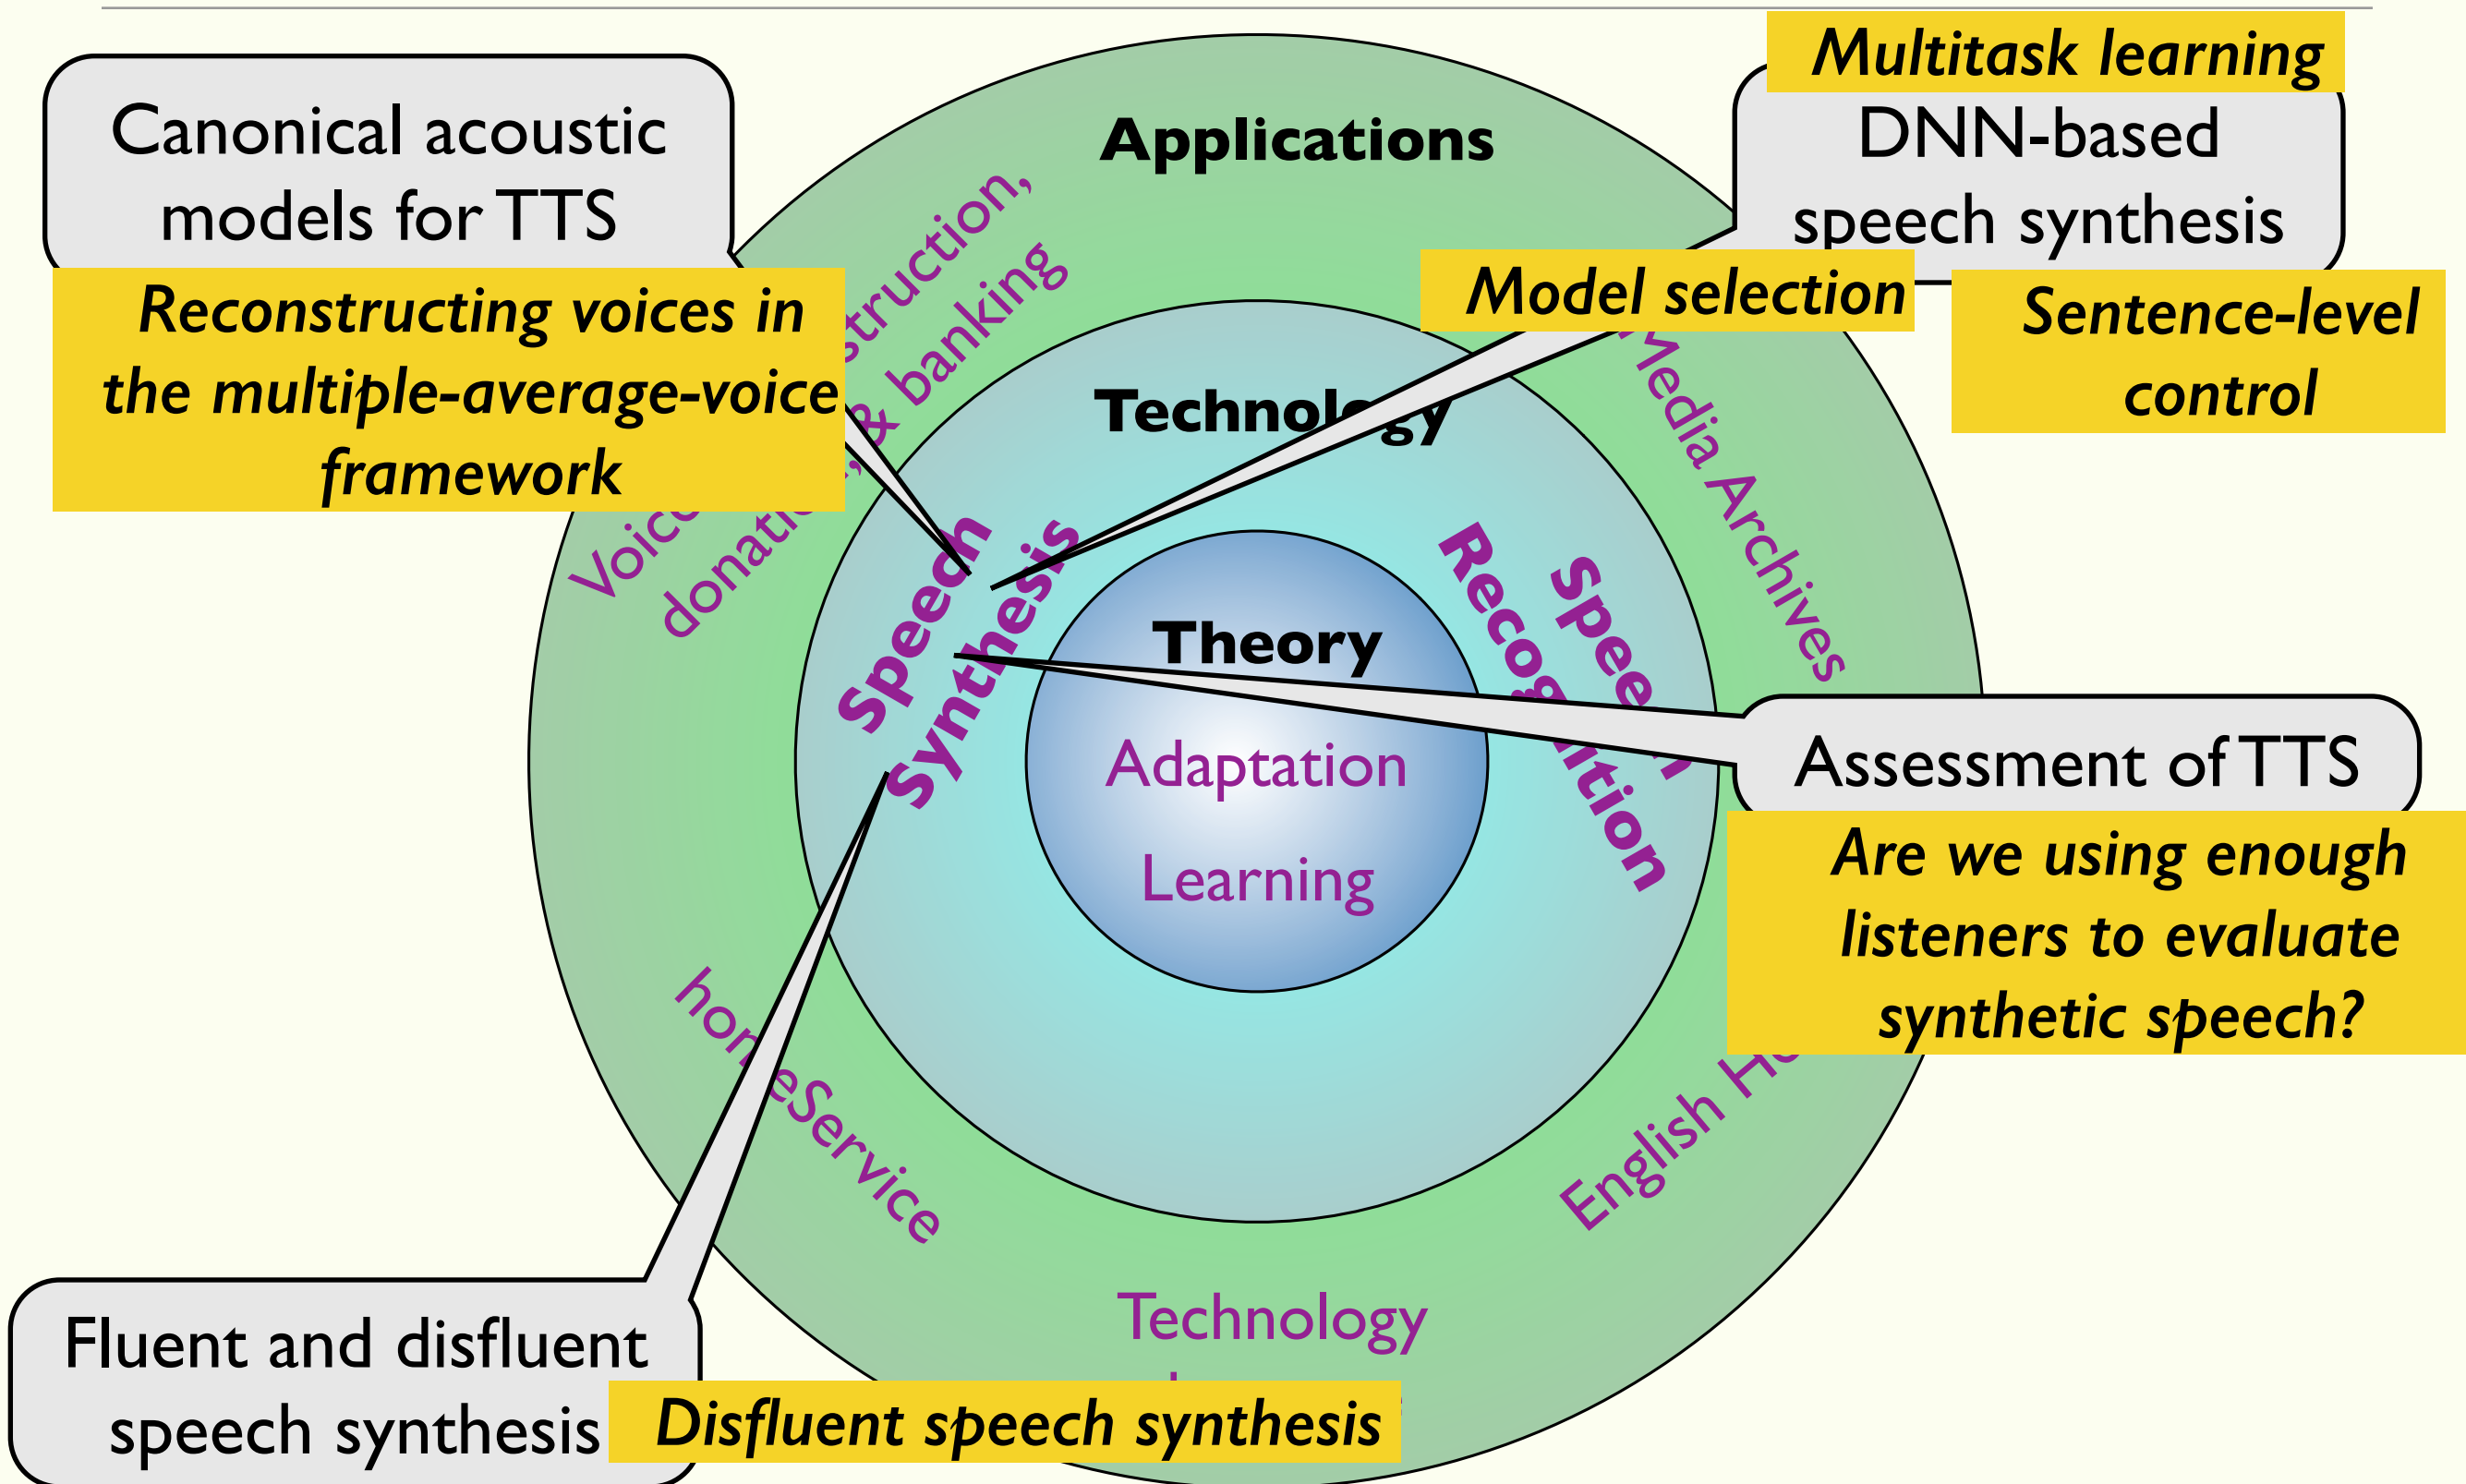 Multitask learning
Canonical acoustic
models for TTS
Reconstructing voices in
the multiple-average-voice
framework
DNN-based
speech synthesis
Model selection
Sentence-level
control
Applications
banking
Media Archives
Technology
Speech
Synthesis
Speech
Recognition
Theory
Adaptation
Learning
Assessment of TTS
Are we using enough
listeners to evaluate
synthetic speech?
homeService
English
Technology
Fluent and disfluent
speech synthesis
Disfluent speech synthesis